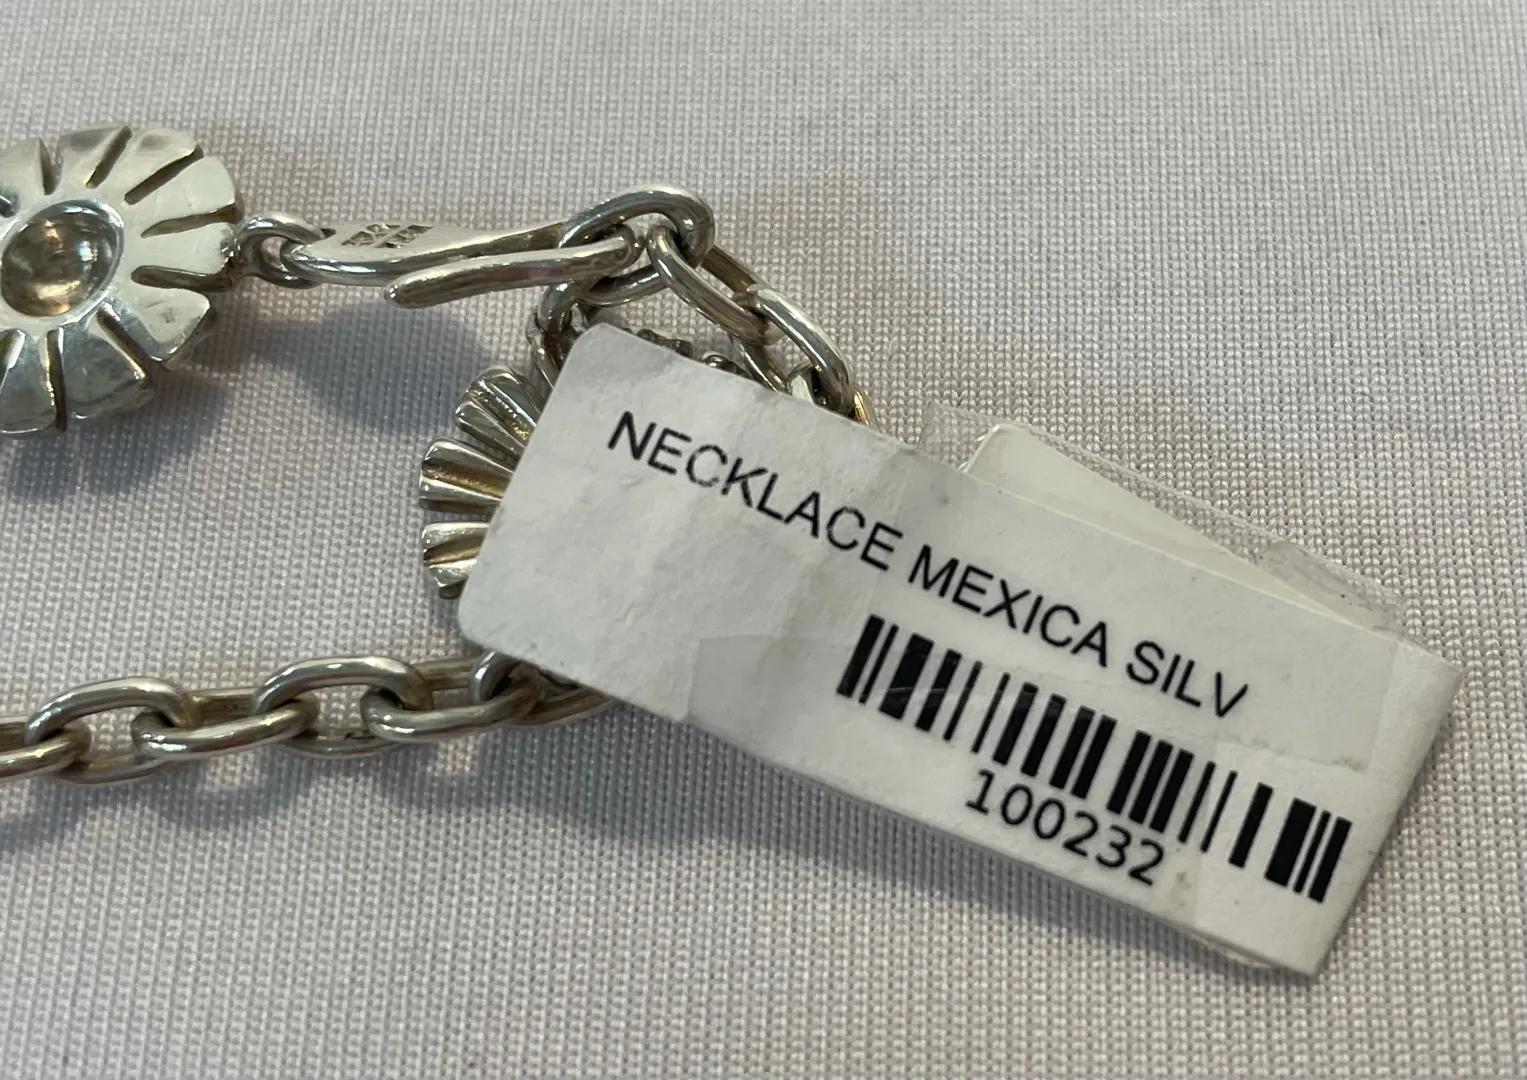 NECKLACE MEXICA SILV
100232